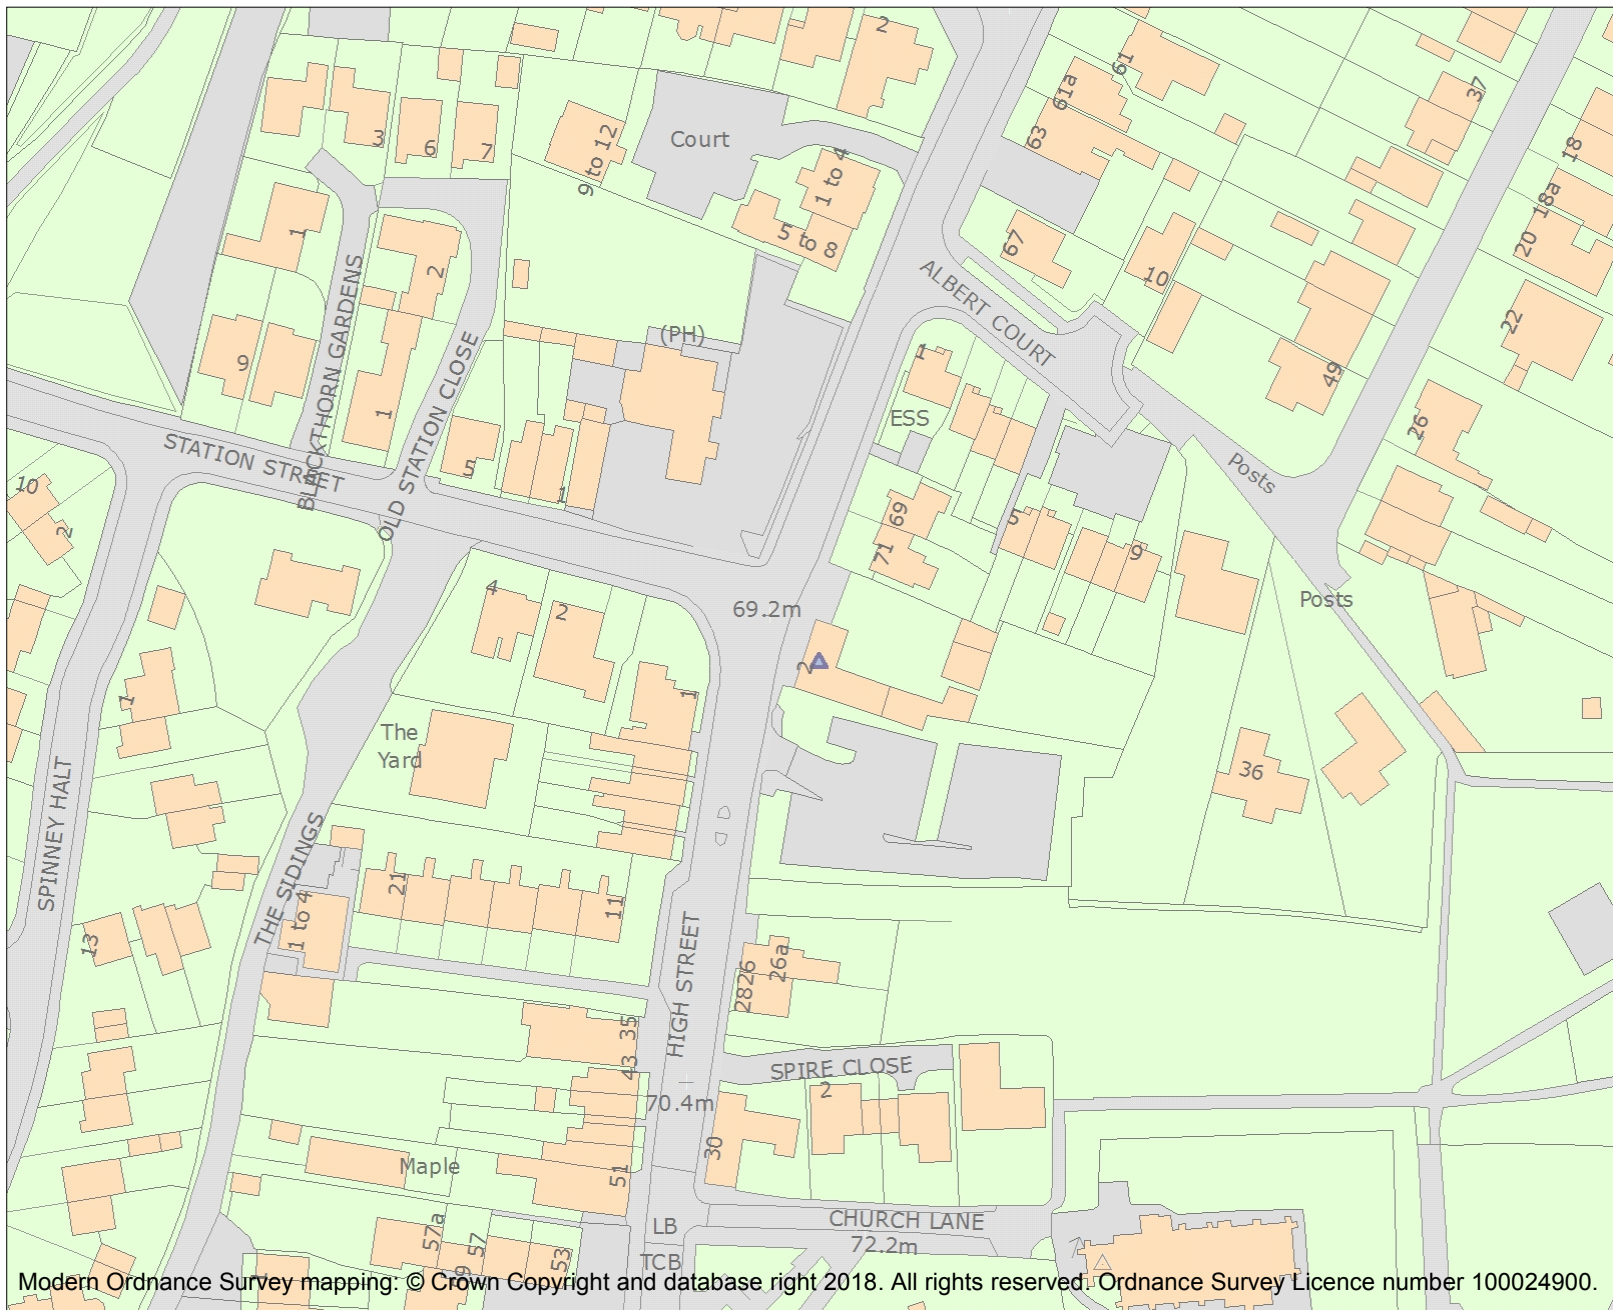 2
61
61a
37
63
Court
3
6
7
9 to 12
1 to 4
18
5 to 8
18a
1
67
20
2
10
BLACKTHORN GARDENS
ALBERT COURT
22
(PH)
OLD STATION CLOSE
9
1
1
49
ESS
26
STATION STREET
5
Posts
10
1
2
69
5
71
9
4
2
69.2m
Posts
2
1
1
The
Yard
36
SPINNEY HALT
THE SIDINGS
21
11
1 to 4
13
HIGH STREET
26a
2826
35
43
SPIRE CLOSE
2
70.4m
30
Maple
51
57a
57
53
LB
CHURCH LANE
72.2m
TCB
Modern Ordnance Survey mapping: © Crown Copyright and database right 2018. All rights reserved. Ordnance Survey Licence number 100024900.